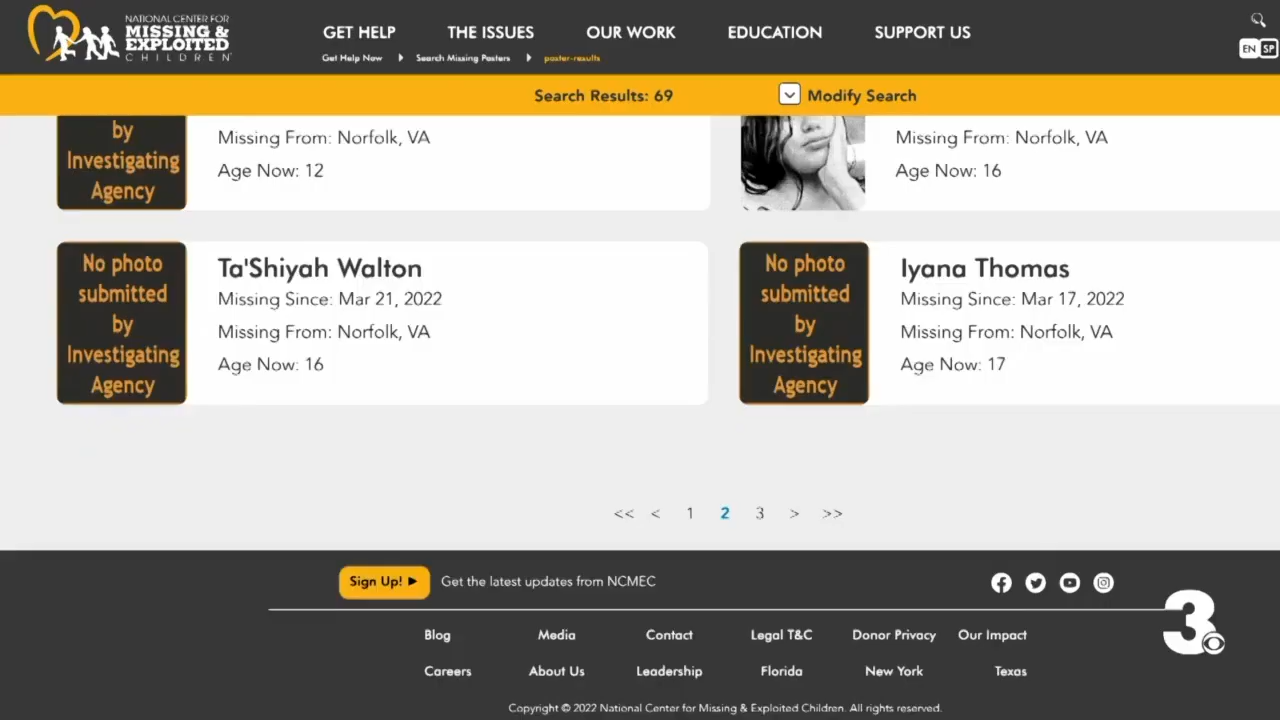 NATIONAL CENTER FOR
MISSING &
EXPLOITED
CHILDREN
GET HELP
THE ISSUES
OUR WORK
EDUCATION
SUPPORT US
Get Help Now
Search Missing Posters
poster-results
EN SP
Search Results: 69
Modify Search
by
Investigating
Agency
Missing From: Norfolk, VA
Age Now: 12
Missing From: Norfolk, VA
Age Now: 16
No photo
submitted
by
Investigating
Agency
Ta'Shiyah Walton
Missing Since: Mar 21, 2022
Missing From: Norfolk, VA
Age Now: 16
No photo
submitted
by
Investigating
Agency
Iyana Thomas
Missing Since: Mar 17, 2022
Missing From: Norfolk, VA
Age Now: 17
<< < 1 2 3 > >>
Sign Up!
Get the latest updates from NCMEC
3
Blog Media Contact Legal T&C Donor Privacy Our Impact
Careers About Us Leadership Florida New York Texas
Copyright © 2022 National Center for Missing & Exploited Children. All rights reserved.